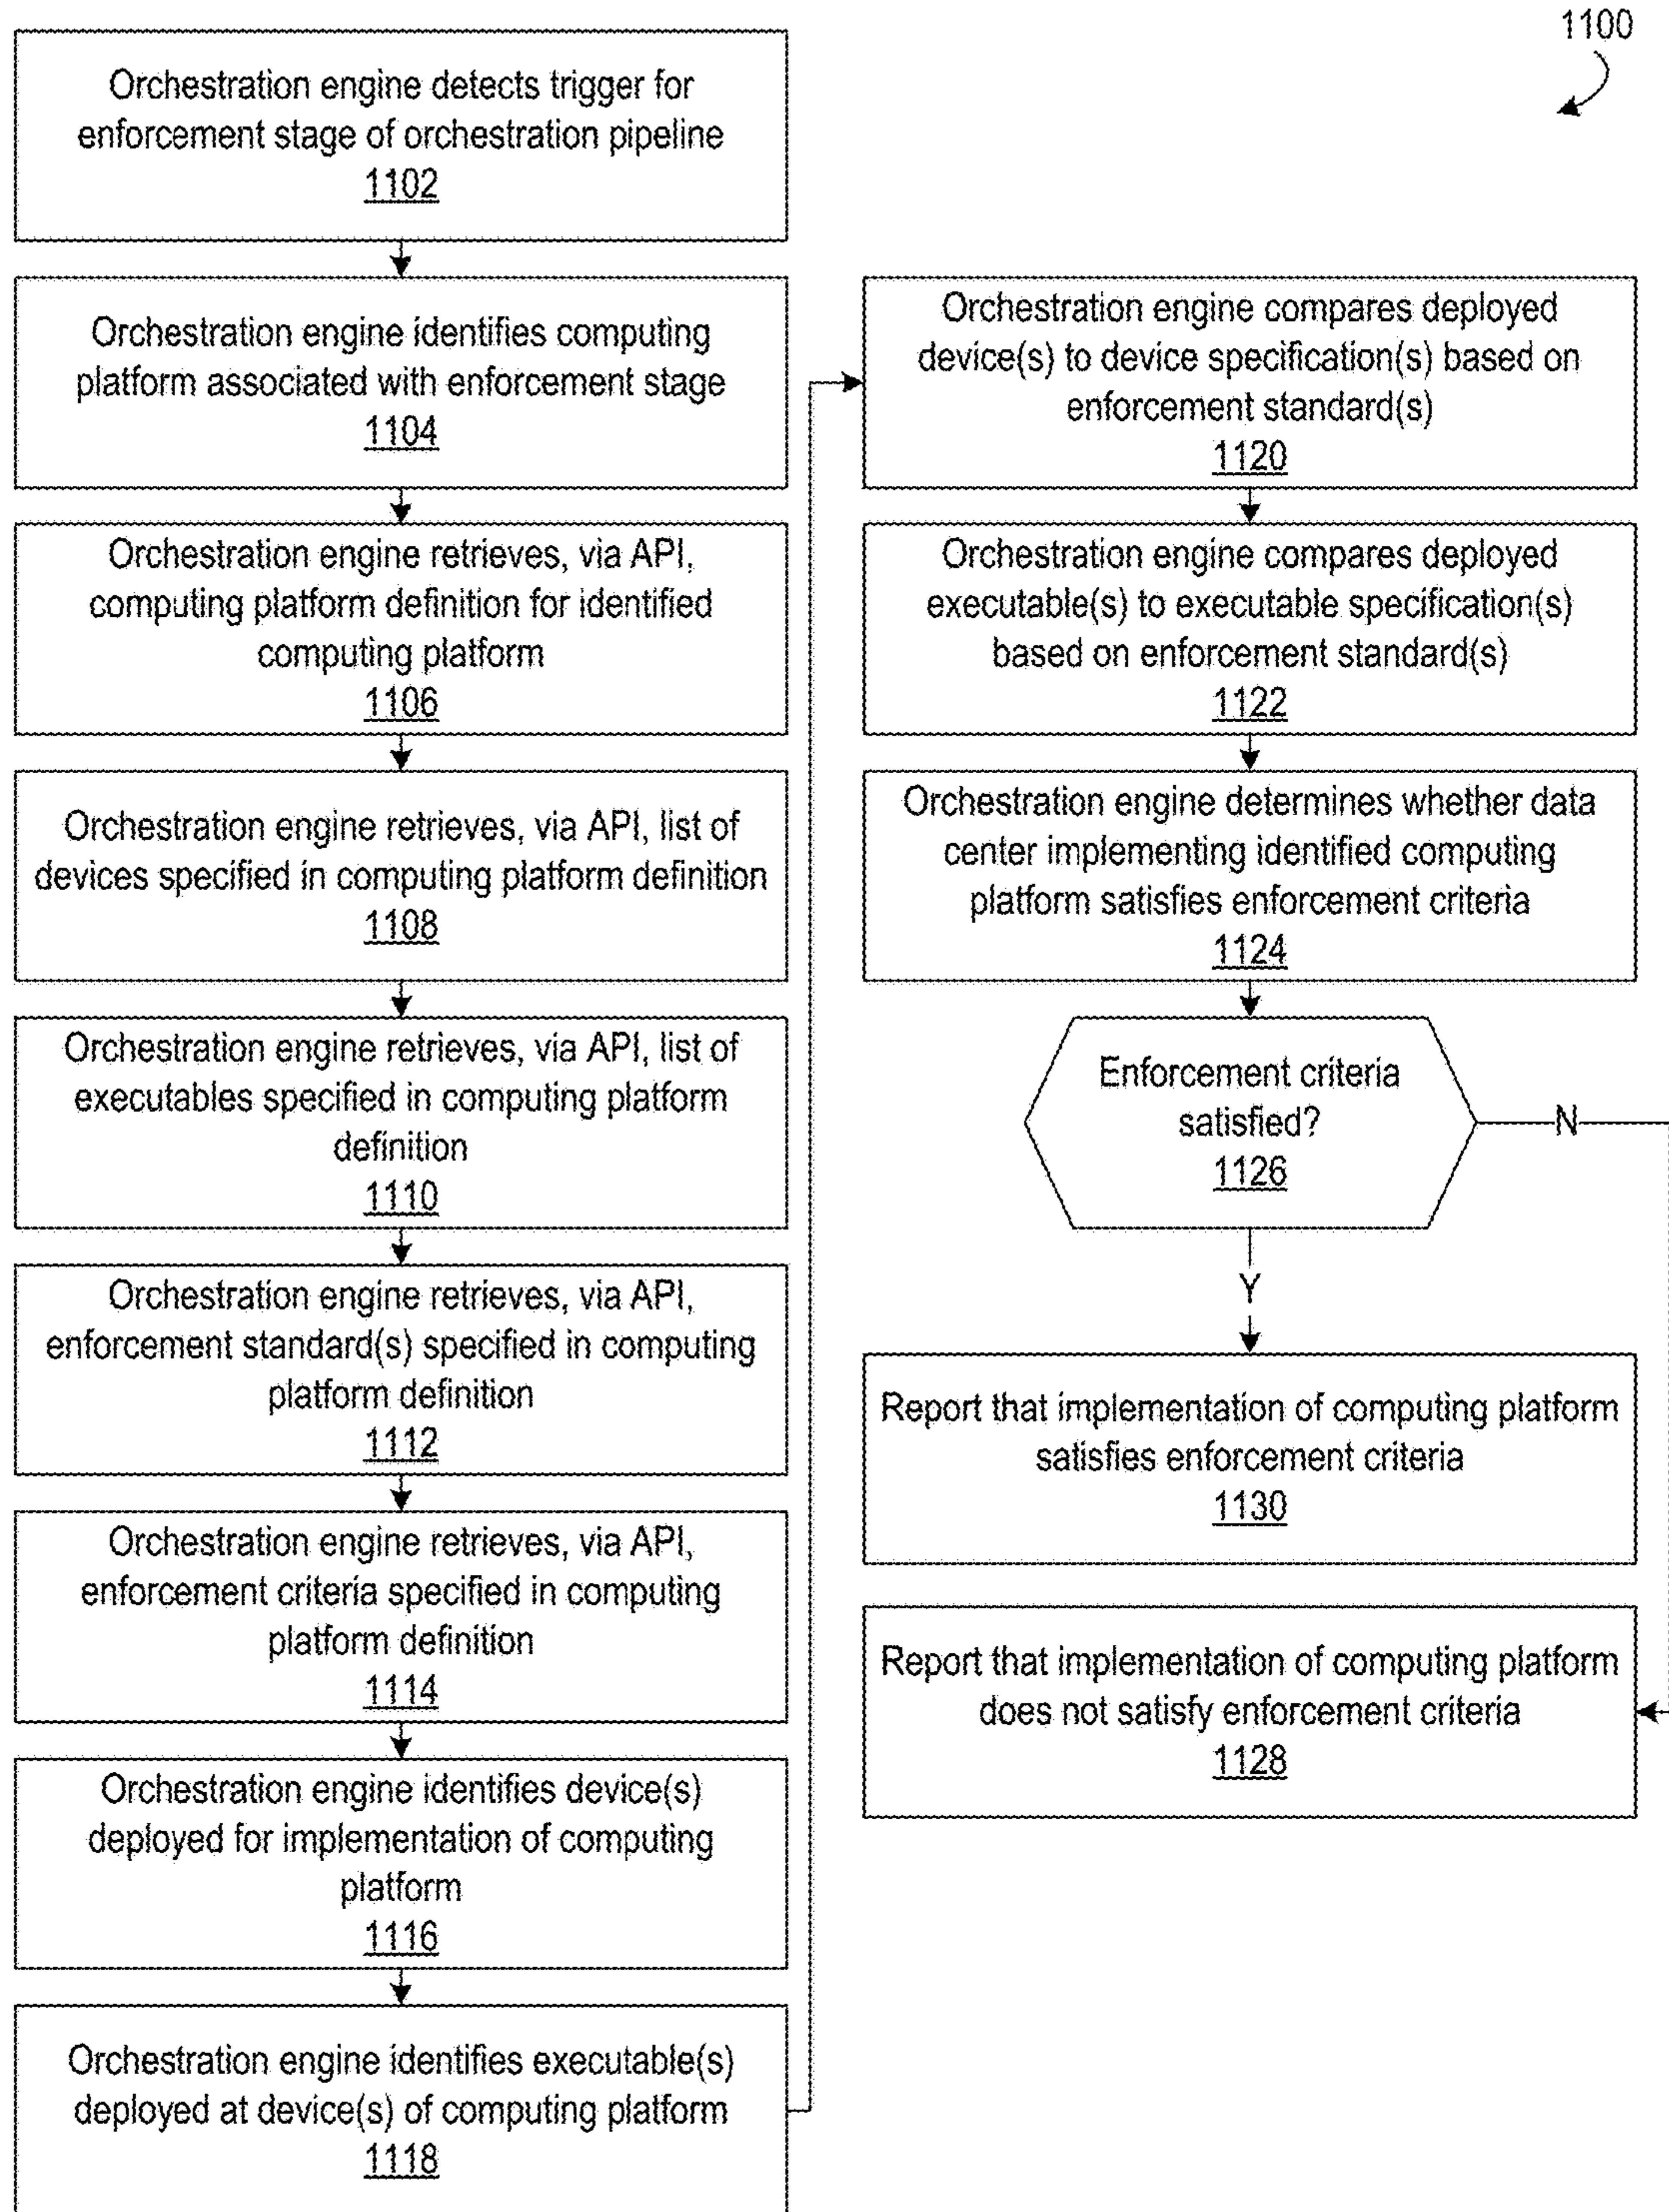 1100
Orchestration engine detects trigger for
enforcement stage of orchestration pipeline
1102
Orchestration engine identifies computing
platform associated with enforcement stage
1104
Orchestration engine retrieves, via API,
computing platform definition for identified
computing platform
1106
Orchestration engine retrieves, via API, list of
devices specified in computing platform definition
1108
Orchestration engine retrieves, via API, list of
executables specified in computing platform
definition
1110
Orchestration engine retrieves, via API,
enforcement standard(s) specified in computing
platform definition
1112
Orchestration engine retrieves, via API,
enforcement criteria specified in computing
platform definition
1114
Orchestration engine identifies device(s)
deployed for implementation of computing
platform
1116
Orchestration engine identifies executable(s)
deployed at device(s) of computing platform
1118
Orchestration engine compares deployed
device(s) to device specification(s) based on
enforcement standard(s)
1120
Orchestration engine compares deployed
executable(s) to executable specification(s)
based on enforcement standard(s)
1122
Orchestration engine determines whether data
center implementing identified computing
platform satisfies enforcement criteria
1124
Enforcement criteria
satisfied?
1126
N
Y
Report that implementation of computing platform
satisfies enforcement criteria
1130
Report that implementation of computing platform
does not satisfy enforcement criteria
1128